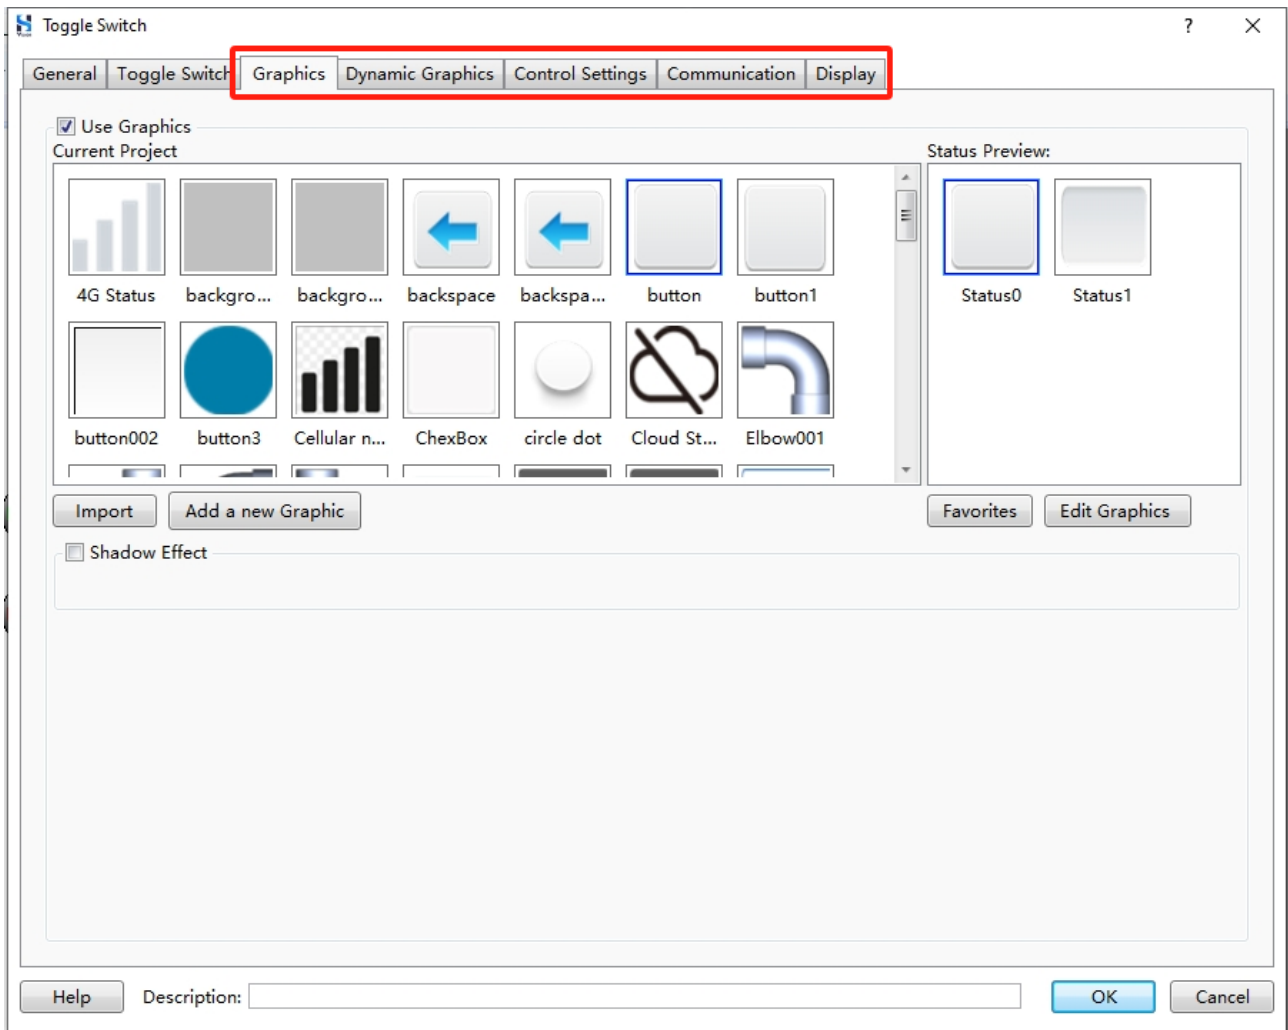 Toggle Switch
?
General Toggle Switch Graphics Dynamic Graphics Control Settings Communication Display
Use Graphics
Current Project
Status Preview:
4G Status backgro... backgro... backspace backspa... button button1
Status0 Status1
button002 button3 Cellular n... ChexBox circle dot Cloud St... Elbow001
Import Add a new Graphic
Favorites Edit Graphics
Shadow Effect
Help Description: OK Cancel